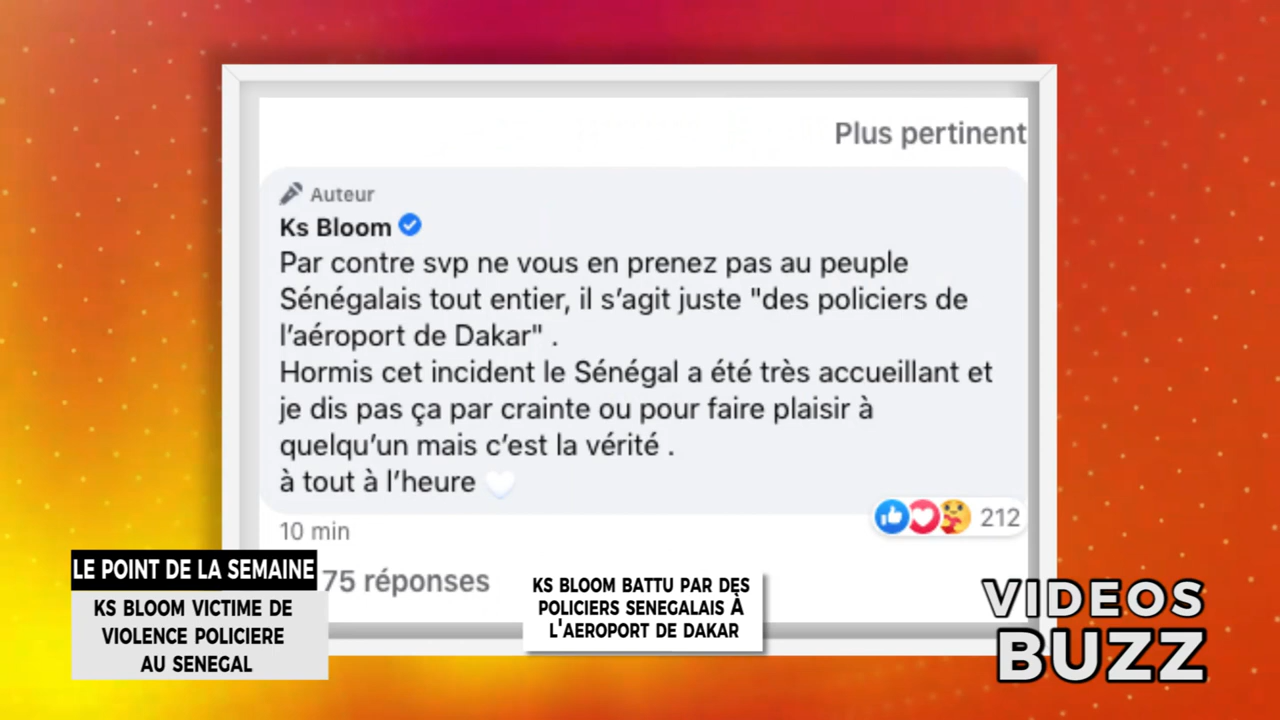 Plus pertinent
Auteur
Ks Bloom
Par contre svp ne vous en prenez pas au peuple
Sénégalais tout entier, il s’agit juste "des policiers de
l’aéroport de Dakar" .
Hormis cet incident le Sénégal a été très accueillant et
je dis pas ça par crainte ou pour faire plaisir à
quelqu’un mais c’est la vérité .
à tout à l’heure 🤍
10 min
212
75 réponses
LE POINT DE LA SEMAINE
KS BLOOM VICTIME DE
VIOLENCE POLICIERE
AU SENEGAL
KS BLOOM BATTU PAR DES
POLICIERS SENEGALAIS À
L'AEROPORT DE DAKAR
VIDEOS
BUZZ